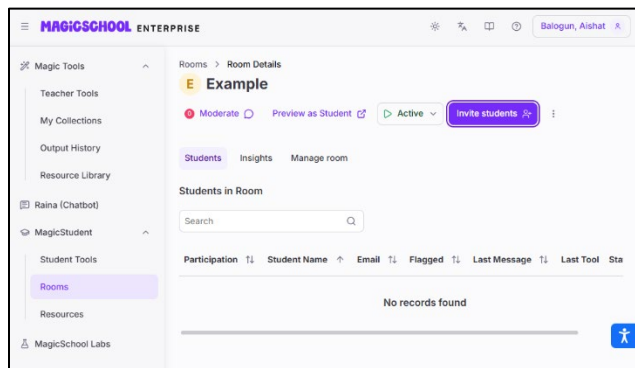 MAGICSCHOOL ENTERPRISE
Balogun, Aishat
Magic Tools
Teacher Tools
My Collections
Output History
Resource Library
Raina (Chatbot)
MagicStudent
Student Tools
Rooms
Resources
MagicSchool Labs
Rooms > Room Details
E Example
0 Moderate
Preview as Student
Active
Invite students
Students
Insights
Manage room
Students in Room
Search
Participation Student Name Email Flagged Last Message Last Tool Sta
No records found